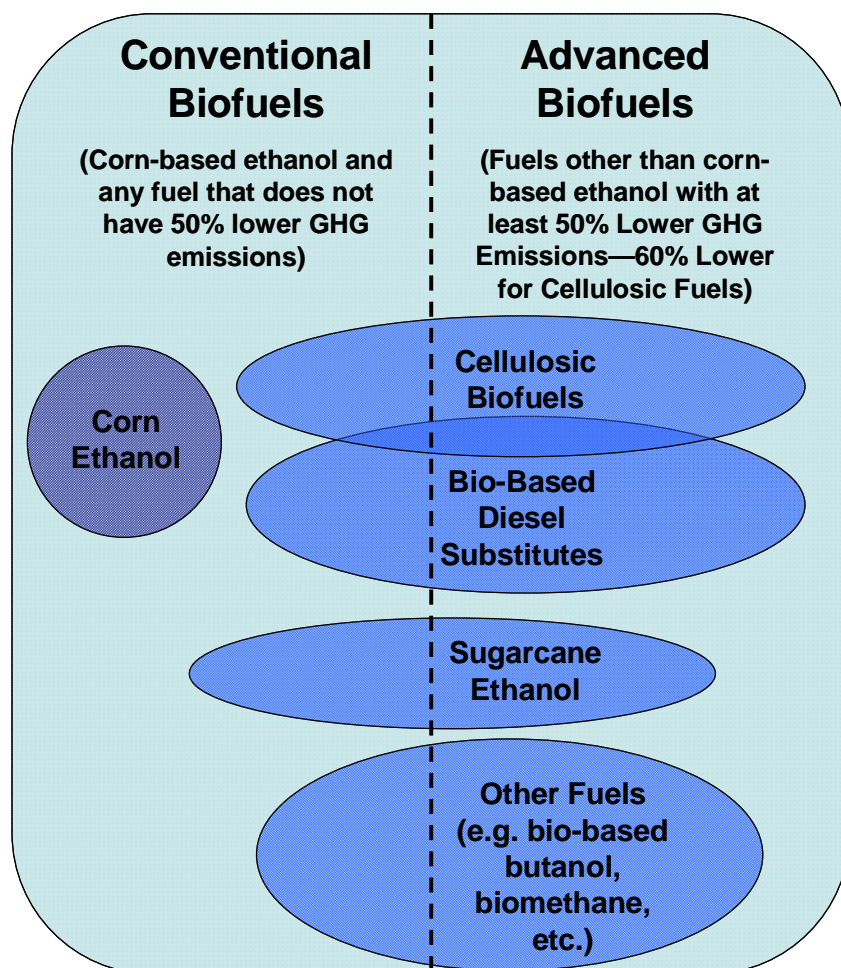 Conventional
Biofuels
(Corn-based ethanol and
any fuel that does not
have 50% lower GHG
emissions)
Advanced
Biofuels
(Fuels other than corn-
based ethanol with at
least 50% Lower GHG
Emissions—60% Lower
for Cellulosic Fuels)
Corn
Ethanol
Cellulosic
Biofuels
Bio-Based
Diesel
Substitutes
Sugarcane
Ethanol
Other Fuels
(e.g. bio-based
butanol,
biomethane,
etc.)